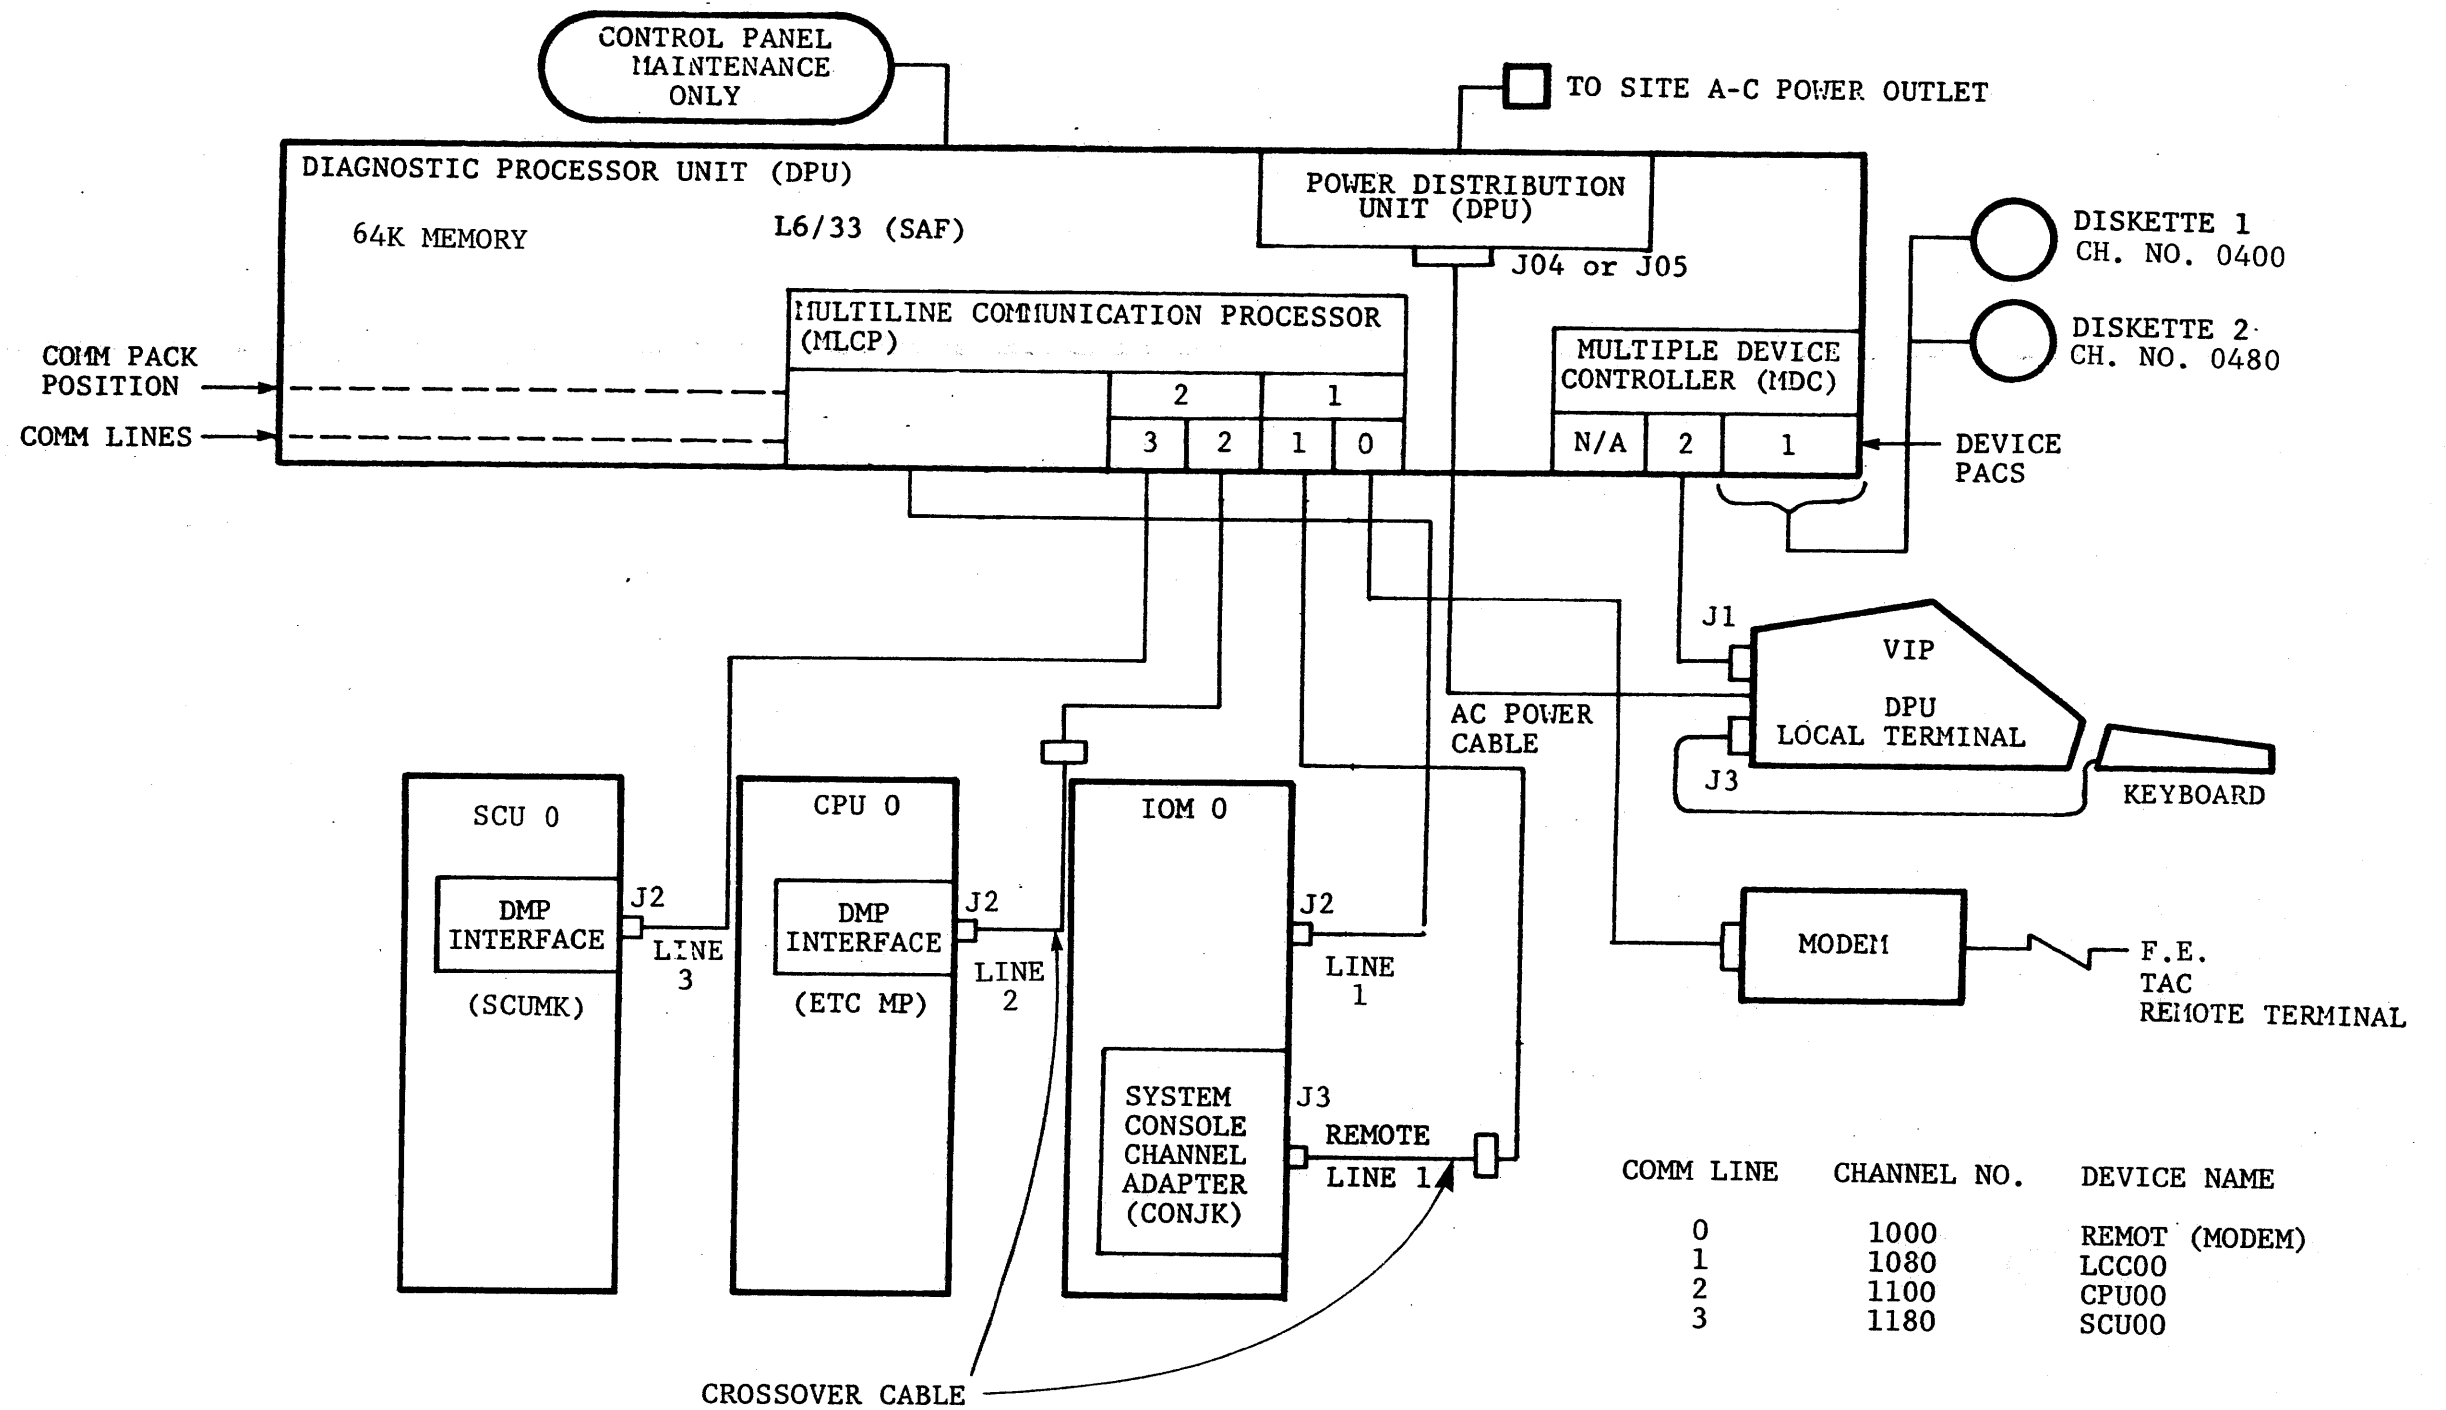 CONTROL PANEL
MAINTENANCE
ONLY
TO SITE A-C POWER OUTLET
DIAGNOSTIC PROCESSOR UNIT (DPU)
64K MEMORY
L6/33 (SAF)
POWER DISTRIBUTION
UNIT (DPU)
J04 or J05
DISKETTE 1
CH. NO. 0400
DISKETTE 2
CH. NO. 0480
MULTILINE COMMUNICATION PROCESSOR
(MLCP)
2 1
3 2 1 0
COMM PACK
POSITION
COMM LINES
MULTIPLE DEVICE
CONTROLLER (MDC)
N/A 2 1
DEVICE
PACS
J1
VIP
DPU
LOCAL TERMINAL
J3
KEYBOARD
AC POWER
CABLE
SCU 0
DMP
INTERFACE
(SCUMK)
J2
LINE
3
CPU 0
DMP
INTERFACE
(ETC MP)
J2
LINE
2
IOM 0
J2
LINE
1
SYSTEM
CONSOLE
CHANNEL
ADAPTER
(CONJK)
J3
REMOTE
LINE 1
MODEM
F.E.
TAC
REMOTE TERMINAL
CROSSOVER CABLE
COMM LINE CHANNEL NO. DEVICE NAME
0 1000 REMOT (MODEM)
1 1080 LCC00
2 1100 CPU00
3 1180 SCU00